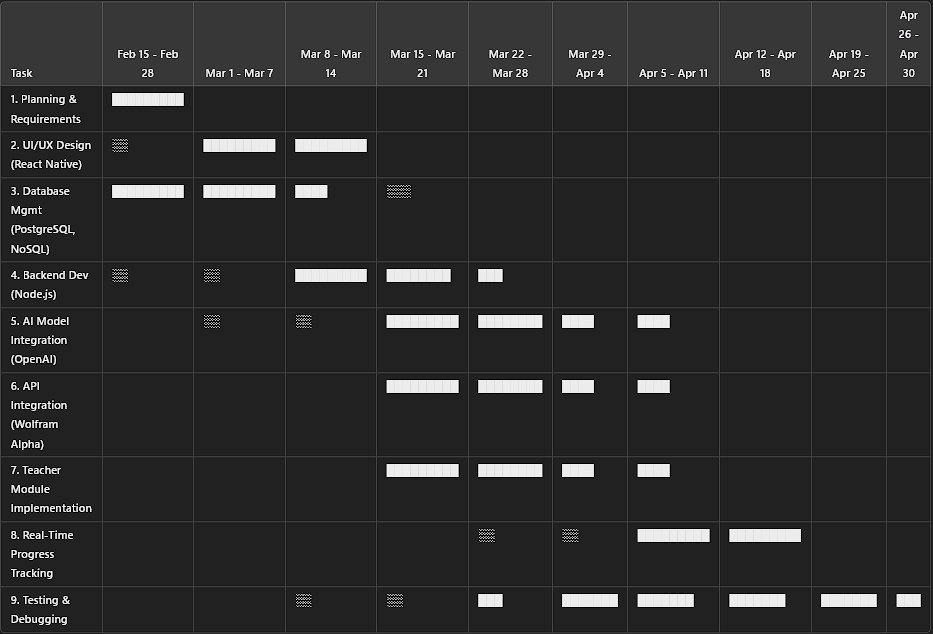 Task
Feb 15 - Feb
28
Mar 1 - Mar 7
Mar 8 - Mar
14
Mar 15 - Mar
21
Mar 22 -
Mar 28
Mar 29 -
Apr 4
Apr 5 - Apr 11
Apr 12 - Apr
18
Apr 19 -
Apr 25
Apr
26 -
Apr
30
1. Planning &
Requirements
2. UI/UX Design
(React Native)
3. Database
Mgmt
(PostgreSQL,
NoSQL)
4. Backend Dev
(Node.js)
5. AI Model
Integration
(OpenAI)
6. API
Integration
(Wolfram
Alpha)
7. Teacher
Module
Implementation
8. Real-Time
Progress
Tracking
9. Testing &
Debugging